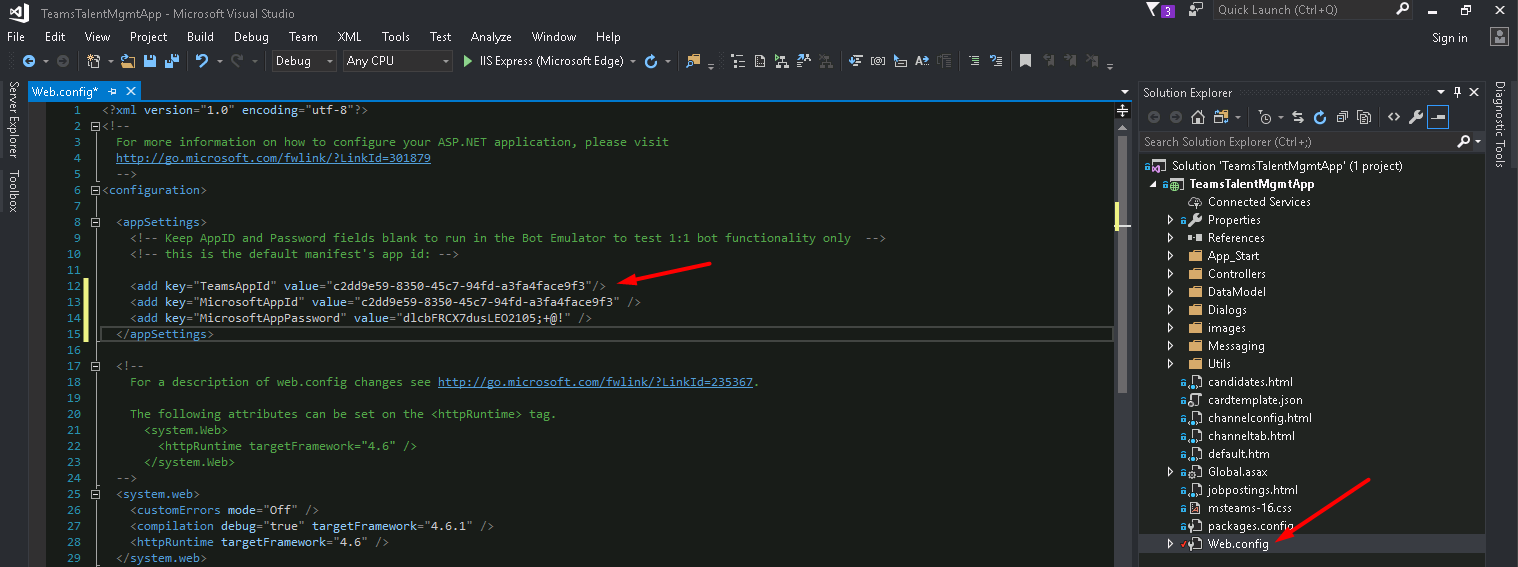 TeamsTalentMgmtApp - Microsoft Visual Studio
3
Quick Launch (Ctrl+Q)
File Edit View Project Build Debug Team XML Tools Test Analyze Window Help
Sign in
Debug Any CPU IIS Express (Microsoft Edge)
Server Explorer
Toolbox
Web.config*
1 <?xml version="1.0" encoding="utf-8"?>
2 <!--
3 For more information on how to configure your ASP.NET application, please visit
4 http://go.microsoft.com/fwlink/?LinkId=301879
5 -->
6 <configuration>
7
8 <appSettings>
9 <!-- Keep AppID and Password fields blank to run in the Bot Emulator to test 1:1 bot functionality only -->
10 <!-- this is the default manifest's app id: -->
11
12 <add key="TeamsAppId" value="c2dd9e59-8350-45c7-94fd-a3fa4face9f3"/>
13 <add key="MicrosoftAppId" value="c2dd9e59-8350-45c7-94fd-a3fa4face9f3" />
14 <add key="MicrosoftAppPassword" value="dlcbFRCX7dusLEO2105;+@!" />
15 </appSettings>
16
17 <!--
18 For a description of web.config changes see http://go.microsoft.com/fwlink/?LinkId=235367.
19
20 The following attributes can be set on the <httpRuntime> tag.
21 <system.Web>
22 <httpRuntime targetFramework="4.6" />
23 </system.Web>
24 -->
25 <system.web>
26 <customErrors mode="Off" />
27 <compilation debug="true" targetFramework="4.6.1" />
28 <httpRuntime targetFramework="4.6" />
29 </system.web>
Solution Explorer
Search Solution Explorer (Ctrl+;)
Solution 'TeamsTalentMgmtApp' (1 project)
TeamsTalentMgmtApp
Connected Services
Properties
References
App_Start
Controllers
DataModel
Dialogs
images
Messaging
Utils
candidates.html
cardtemplate.json
channelconfig.html
channeltab.html
default.htm
Global.asax
jobpostings.html
msteams-16.css
packages.config
Web.config
Diagnostic Tools